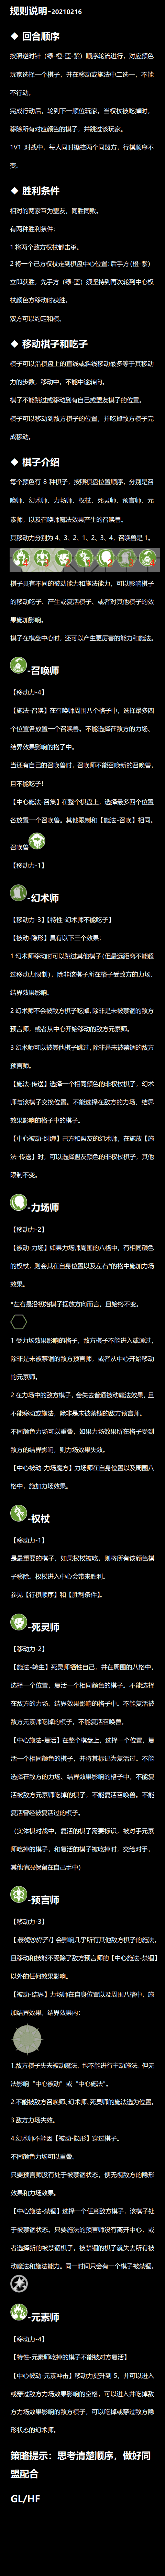 规则说明-20210216
◆ 回合顺序
按照逆时针（绿-橙-蓝-紫）顺序轮流进行，对应颜色
玩家选择一个棋子，并在移动或施法中二选一，不能
不行动。
完成行动后，轮到下一顺位玩家。当权杖被吃掉时，
移除所有对应颜色的棋子，并跳过该玩家。
1V1 对战中，每人同时操控两个同盟方，行棋顺序不
变。
◆ 胜利条件
相对的两家互为盟友，同胜同败。
有两种胜利条件：
1 将两个敌方权杖都击杀。
2 将一个己方权杖走到棋盘中心位置：后手方(橙-紫)
立即获胜，先手方（绿-蓝）须坚持到再次轮到中心权
杖颜色方移动时获胜。
双方可以约定和棋。
◆ 移动棋子和吃子
棋子可以沿棋盘上的直线或斜线移动最多等于其移动
力的步数，移动中，不能中途转向。
棋子不能跳过或移动到有自己或盟友棋子的位置。
棋子可以移动到敌方棋子的位置，并吃掉敌方棋子完
成移动。
◆ 棋子介绍
每个颜色有 8 种棋子，按照棋盘位置顺序，分别是召
唤师、幻术师、力场师、权杖、死灵师、预言师、元
素师，以及召唤师魔法效果产生的召唤兽。
其移动力分别为 4、3、2、1、2、3、4，召唤兽是 1。
棋子具有不同的被动能力和施法能力，可以影响棋子
的移动吃子，产生或复活棋子，或者对其他棋子的效
果施加影响。
棋子在棋盘中心时，还可以产生更厉害的能力和施法。
-召唤师
【移动力-4】
【施法-召唤】在召唤师周围八个格子中，选择最多四
个位置各放置一个召唤兽。不能选择在敌方的力场、
结界效果影响的格子中。
当还有自己的召唤兽时，召唤师不能召唤新的召唤兽，
且不能吃子！
【中心施法-召集】在整个棋盘上，选择最多四个位置
各放置一个召唤兽。其他限制和【施法-召唤】相同。
召唤兽
【移动力-1】
-幻术师
【移动力-3】【特性-幻术师不能吃子】
【被动-隐形】具有以下三个效果：
1 幻术师移动时可以跳过其他棋子(但最远距离不能超
过移动力限制)，除非该棋子所在格子受敌方的力场、
结界效果影响。
2 幻术师不会被敌方棋子吃掉，除非是未被禁锢的敌方
预言师，或者从中心开始移动的敌方元素师。
3 幻术师可以被其他棋子跳过，除非是未被禁锢的敌方
预言师。
【施法-传送】选择一个相同颜色的非权杖棋子，幻术
师与该棋子交换位置。不能选择在敌方的力场、结界
效果影响的格子中的棋子。
【中心被动-纠缠】己方和盟友的幻术师，在施放【施
法-传送】时，可以选择盟友颜色的非权杖棋子，其他
限制不变。
-力场师
【移动力-2】
【被动-力场】如果力场师周围的八格中，有相同颜色
的权杖，则会其在自身位置以及左右*的格中施加力场
效果。
*左右是沿初始棋子摆放方向而言，且始终不变。
1 受力场效果影响的格子，敌方棋子不能进入或通过，
除非是未被禁锢的敌方预言师，或者从中心开始移动
的元素师。
2 在力场中的敌方棋子，会失去普通被动魔法效果，且
不能移动或施法，除非是未被禁锢的敌方预言师。
不同颜色力场可以重叠，如果力场效果所在格子受到
敌方的结界影响，则力场效果失效。
【中心被动-力场魔方】力场师在自身位置以及周围八
格中，施加力场效果。
-权杖
【移动力-1】
是最重要的棋子，如果权杖被吃，则将所有该颜色棋
子移除。权杖进入中心会带来胜利。
参见【行棋顺序】和【胜利条件】。
-死灵师
【移动力-2】
【施法-转生】死灵师牺牲自己，并在周围的八格中，
选择一个位置，复活一个相同颜色的棋子。不能选择
在敌方的力场、结界效果影响的格子中。不能复活被
敌方元素师吃掉的棋子，不能复活召唤兽。
【中心施法-复活】在整个棋盘上，选择一个位置，复
活一个相同颜色的棋子，并将其标记为复活过。不能
选择在敌方的力场、结界效果影响的格子中。不能复
活被敌方元素师吃掉的棋子，不能复活召唤兽。不能
复活曾经被复活过的棋子。
（实体棋对战中，复活的棋子需要标识，被对手元素
师吃掉的棋子，和复活的棋子被吃掉时，交给对手，
其他情况保留在自己手中）
-预言师
【移动力-3】
【最烦的棋子！】会影响几乎所有其他敌方棋子的施法，
且移动和技能不受除了敌方预言师的【中心施法-禁锢】
以外的任何效果影响。
【被动-结界】力场师在自身位置以及周围八格中，施
加结界效果。结界效果内：
1.敌方棋子失去被动魔法，也不能进行主动施法，但无
法影响 “中心被动” 或 “中心施法”。
2.不能被敌方召唤师、幻术师、死灵师的施法选为位置。
3.敌方力场失效。
4.幻术师不能因【被动-隐形】穿过棋子。
不同颜色力场可以重叠。
只要预言师没有处于被禁锢状态，便无视敌方的隐形
效果和力场效果。
【中心施法-禁锢】选择一个任意敌方棋子，该棋子处
于被禁锢状态。只要施法的预言师没有离开中心，或
者选择新的被禁锢棋子，被禁锢的棋子就失去所有被
动魔法和施法能力。同一时间只会有一个棋子被禁锢。
-元素师
【移动力-4】
【特性-元素师吃掉的棋子不能被对方复活】
【中心被动-元素冲击】移动力提升到 5，并可以进入
或穿过敌方力场效果影响的空格，可以进入并吃掉敌
方力场效果影响的敌方棋子，可以吃掉或穿过敌方隐
形状态的幻术师。
策略提示：思考清楚顺序，做好同
盟配合
GL/HF